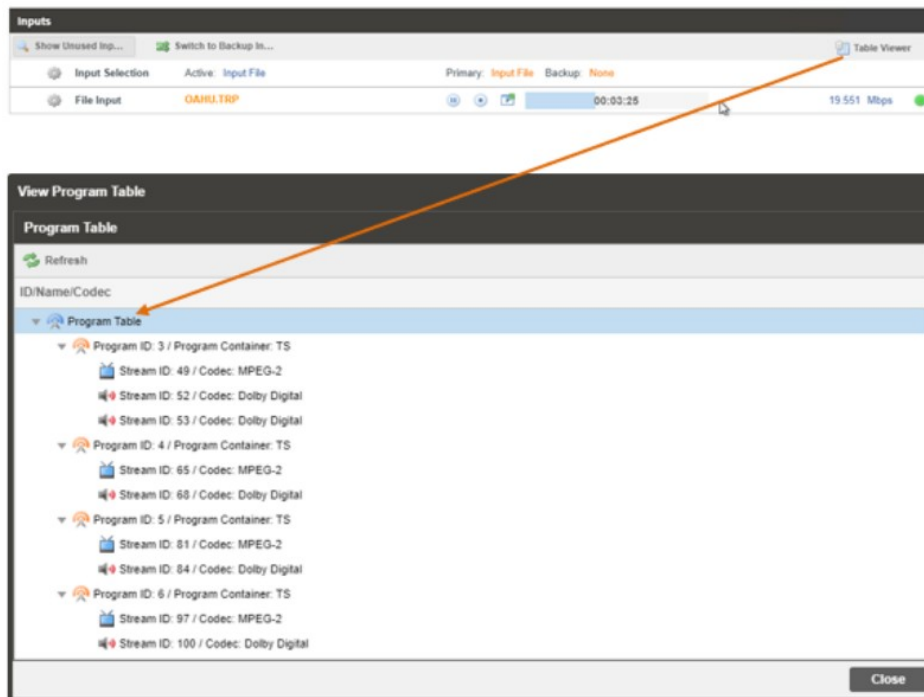 Inputs
Show Unused Inp... Switch to Backup In... Table Viewer
Input Selection Active: Input File Primary: Input File Backup: None
File Input OAHU.TRP 00:03:25 19.551 Mbps
View Program Table
Program Table
Refresh
ID/Name/Codec
Program Table
Program ID: 3 / Program Container: TS
Stream ID: 49 / Codec: MPEG-2
Stream ID: 52 / Codec: Dolby Digital
Stream ID: 53 / Codec: Dolby Digital
Program ID: 4 / Program Container: TS
Stream ID: 65 / Codec: MPEG-2
Stream ID: 68 / Codec: Dolby Digital
Program ID: 5 / Program Container: TS
Stream ID: 81 / Codec: MPEG-2
Stream ID: 84 / Codec: Dolby Digital
Program ID: 6 / Program Container: TS
Stream ID: 97 / Codec: MPEG-2
Stream ID: 100 / Codec: Dolby Digital
Close